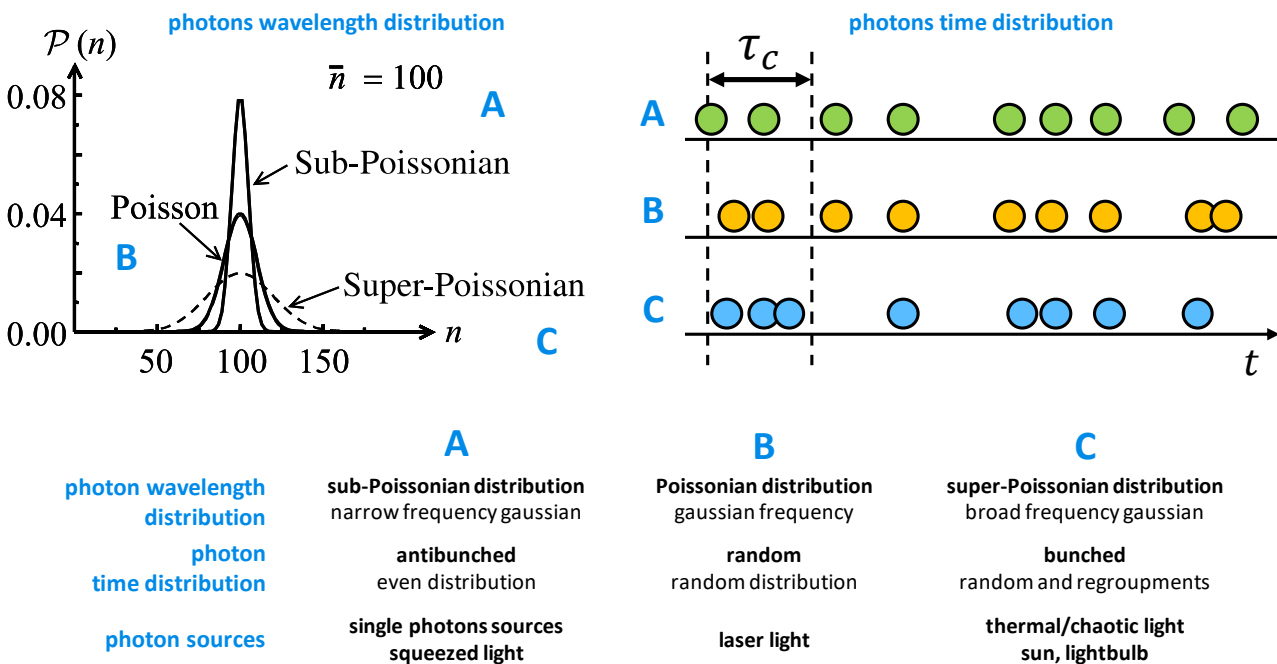 photons wavelength distribution
photons time distribution
𝒫(n)
n̄ = 100
0.08
0.04
0.00
50 100 150
n
Sub-Poissonian
Poisson
Super-Poissonian
A
B
C
τc
A
B
C
t
A B C
photon wavelength distribution
sub-Poissonian distribution
narrow frequency gaussian
Poissonian distribution
gaussian frequency
super-Poissonian distribution
broad frequency gaussian
photon
time distribution
antibunched
even distribution
random
random distribution
bunched
random and regroupments
photon sources
single photons sources
squeezed light
laser light
thermal/chaotic light
sun, lightbulb